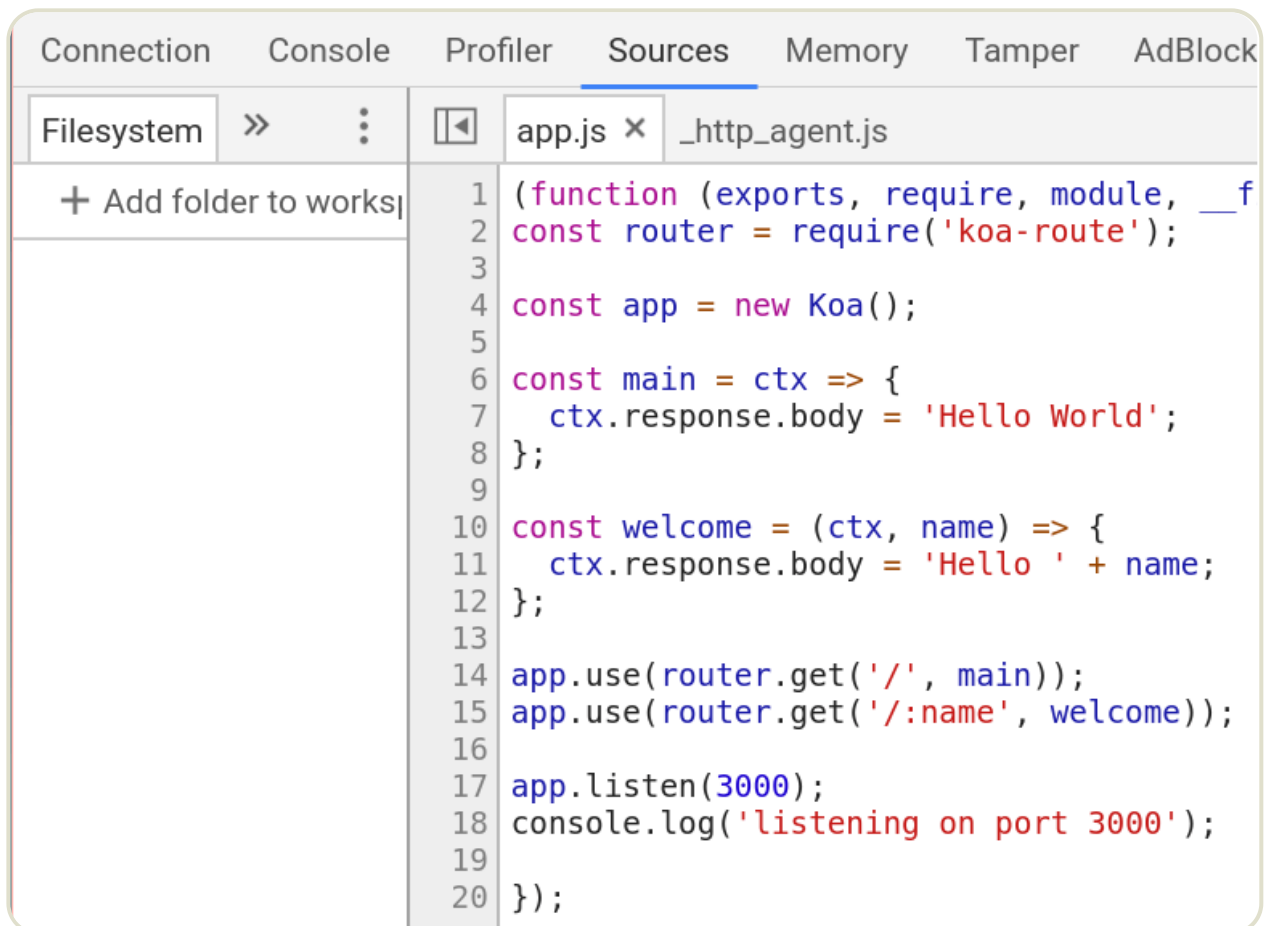 Connection Console Profiler Sources Memory Tamper AdBlock
Filesystem » ⋮ app.js × _http_agent.js
+ Add folder to
1 (function (exports, require, module, __f
2 const router = require('koa-route');
3
4 const app = new Koa();
5
6 const main = ctx => {
7   ctx.response.body = 'Hello World';
8 };
9
10 const welcome = (ctx, name) => {
11   ctx.response.body = 'Hello ' + name;
12 };
13
14 app.use(router.get('/', main));
15 app.use(router.get('/:name', welcome));
16
17 app.listen(3000);
18 console.log('listening on port 3000');
19
20 });